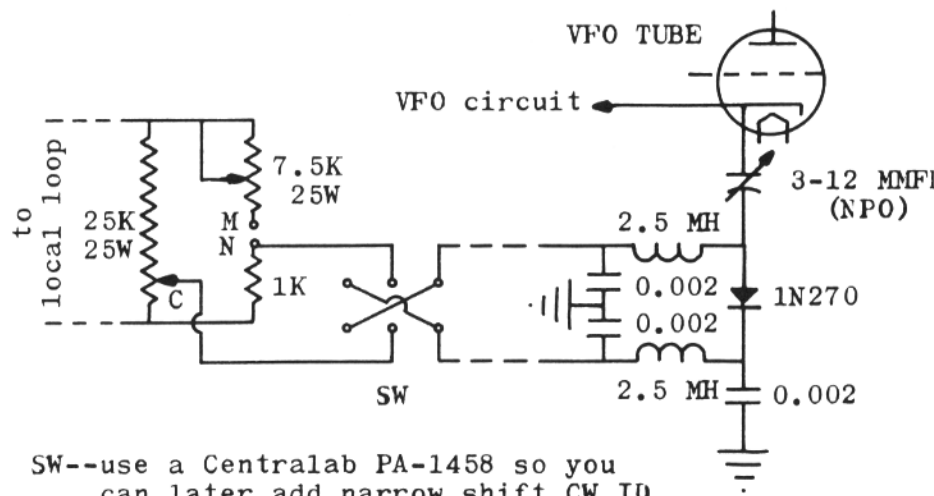 VFO TUBE
VFO circuit
to
local loop
7.5K
25W
25K
25W
M
N
1K
C
SW
3-12 MMF
(NPO)
2.5 MH
0.002
0.002
1N270
2.5 MH
0.002
SW--use a Centralab PA-1458 so you
can later add narrow shift CW ID